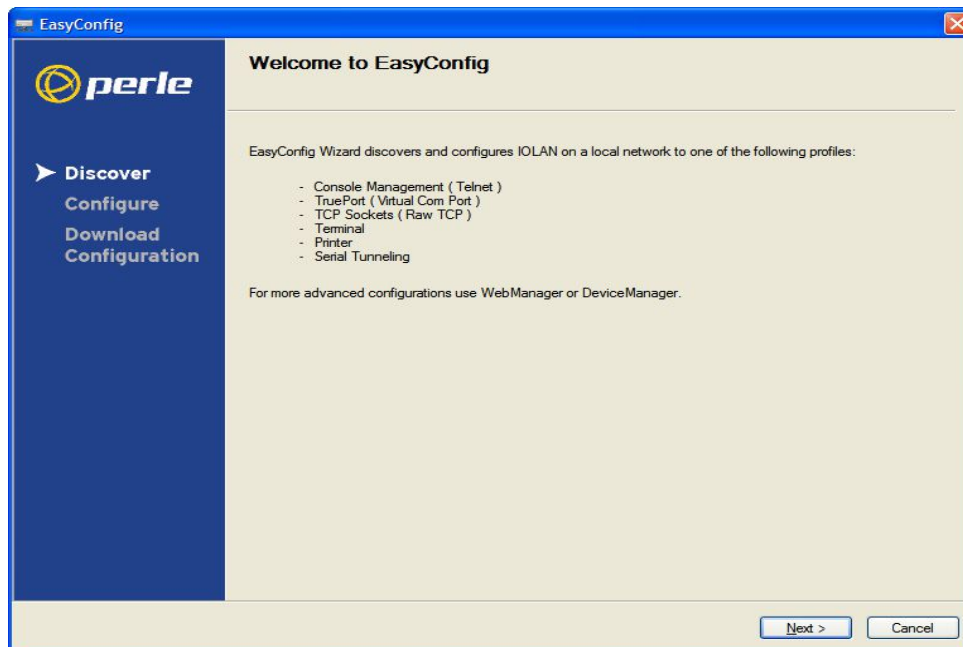 EasyConfig
perle
Discover
Configure
Download
Configuration
Welcome to EasyConfig
EasyConfig Wizard discovers and configures IOLAN on a local network to one of the following profiles:
- Console Management ( Telnet )
- TruePort ( Virtual Com Port )
- TCP Sockets ( Raw TCP )
- Terminal
- Printer
- Serial Tunneling
For more advanced configurations use WebManager or DeviceManager.
Next >
Cancel